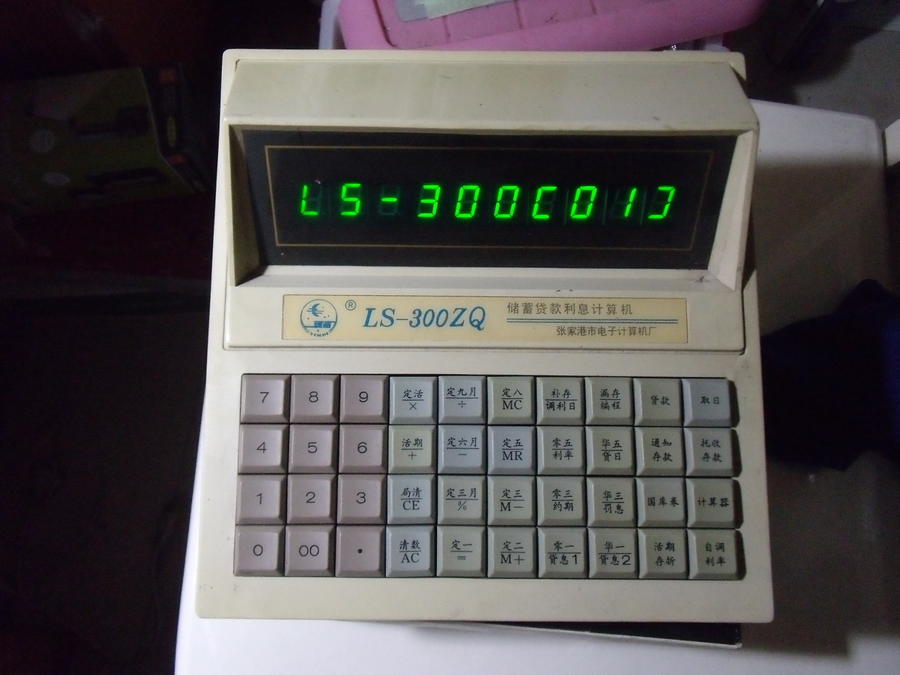 LS-300[01]
® LS-300ZQ 储蓄贷款利息计算机
张家港市电子计算机厂
7 8 9 定活 × 定九月 ÷ 定八 MC 补存 调利日 漏存 编程 贷款 取日
4 5 6 活期 + 定六月 − 定五 MR 零五 利率 华五 贷日 通知 存款 托收 存款
1 2 3 局清 CE 定三月 % 定三 M− 零三 约期 华三 罚息 国库券 计算器
0 00 • 清数 AC 定一 = 定二 M+ 零一 贷息1 华一 贷息2 活期 存折 自调 利率